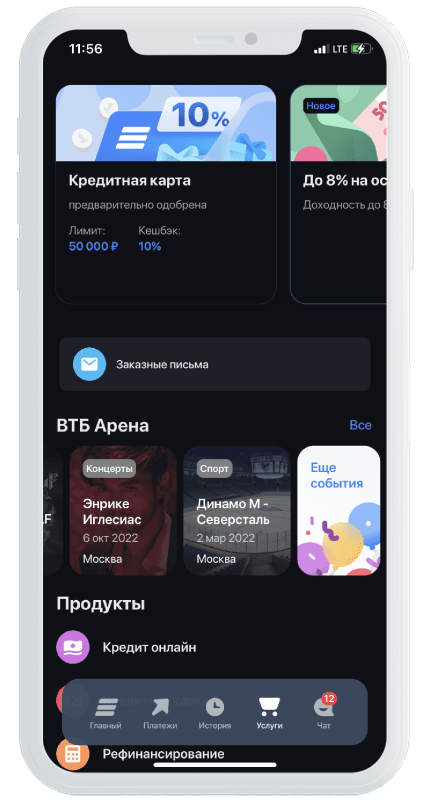 11:56
LTE
10%
Новое
Кредитная карта
До 8% на ос
предварительно одобрена
Доходность до 8
Лимит:
Кешбэк:
50 000 ₽
10%
Заказные письма
ВТБ Арена
Все
Концерты
Спорт
Еще
события
Энрике
Иглесиас
Динамо М -
Северсталь
6 окт 2022
2 мар 2022
Москва
Москва
Продукты
Кредит онлайн
12
Главный
Платежи
История
Услуги
Чат
Рефинансирование